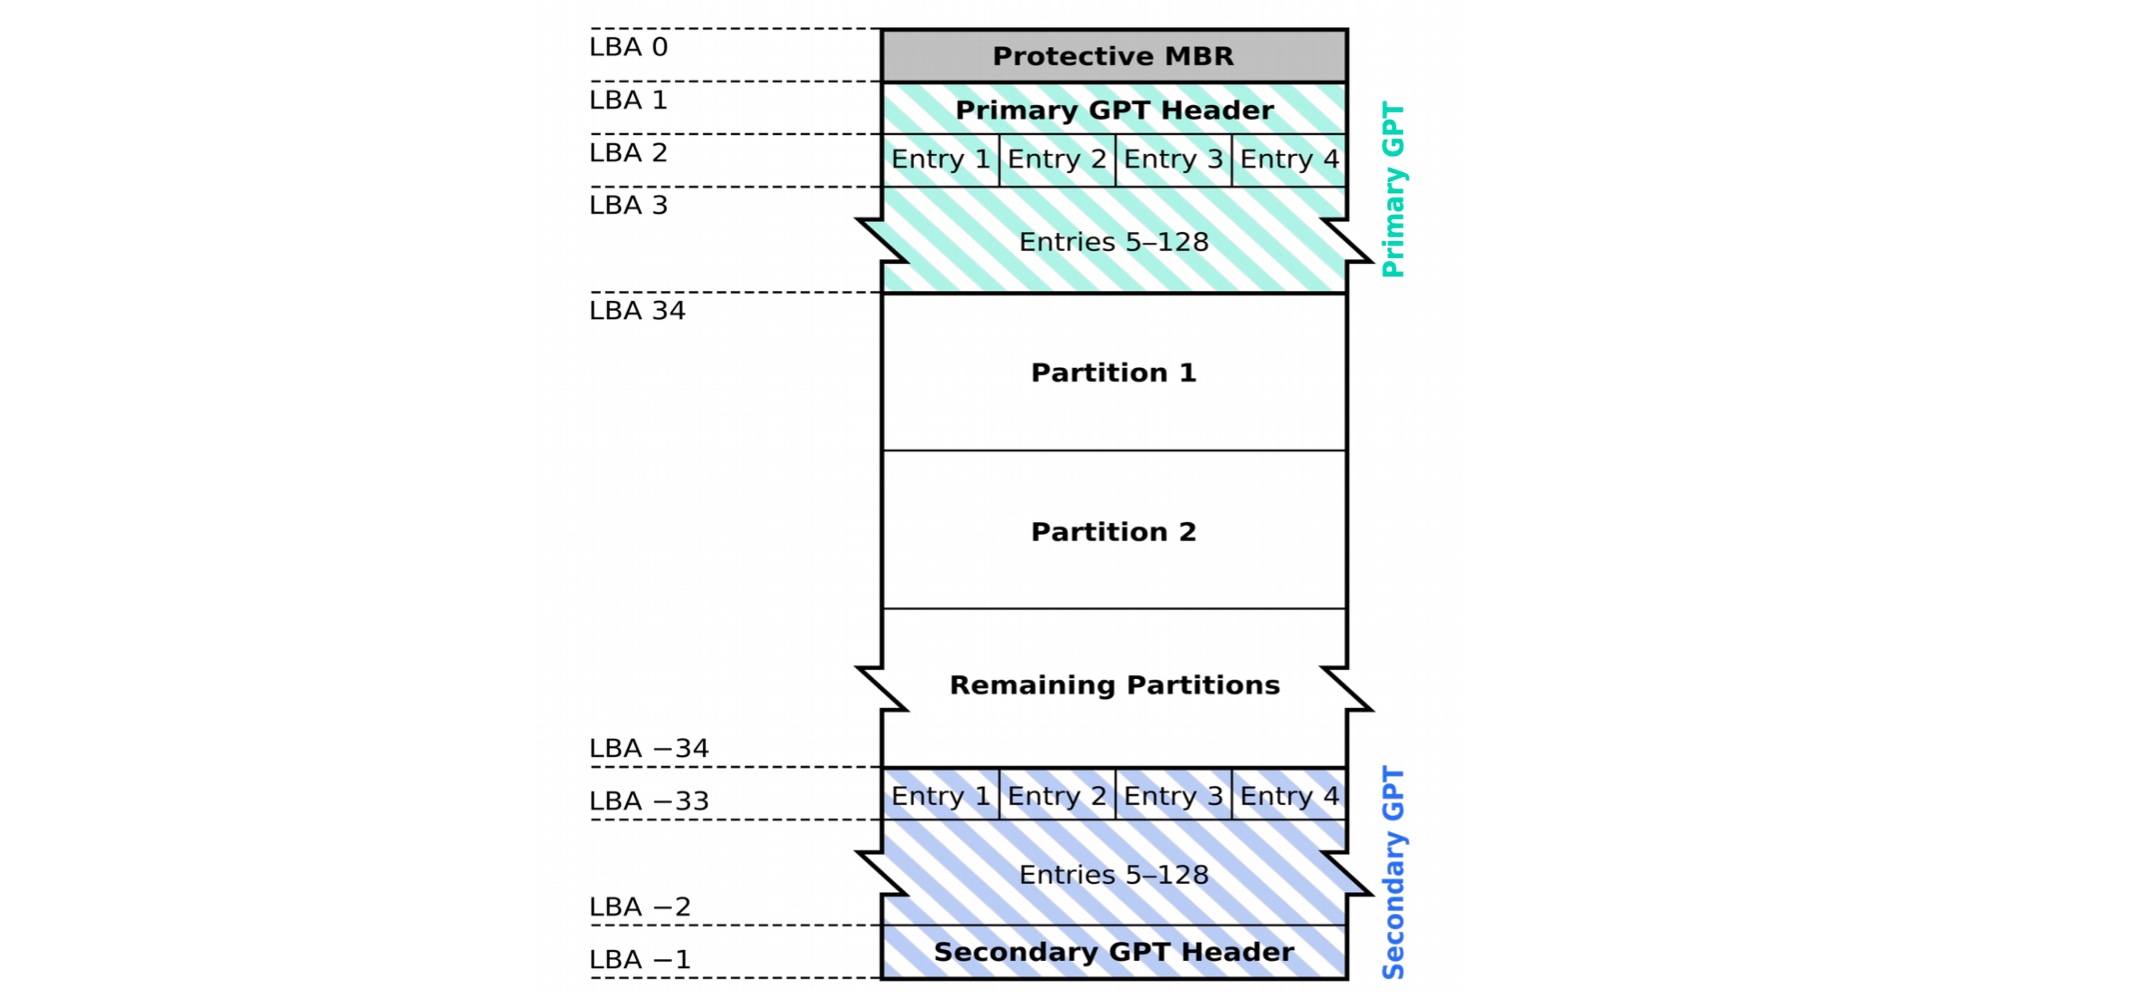 LBA 0
Protective MBR
LBA 1
Primary GPT Header
LBA 2
Entry 1 Entry 2 Entry 3 Entry 4
LBA 3
Entries 5–128
Primary GPT
LBA 34
Partition 1
Partition 2
Remaining Partitions
LBA −34
LBA −33
Entry 1 Entry 2 Entry 3 Entry 4
Entries 5–128
LBA −2
LBA −1
Secondary GPT Header
Secondary GPT